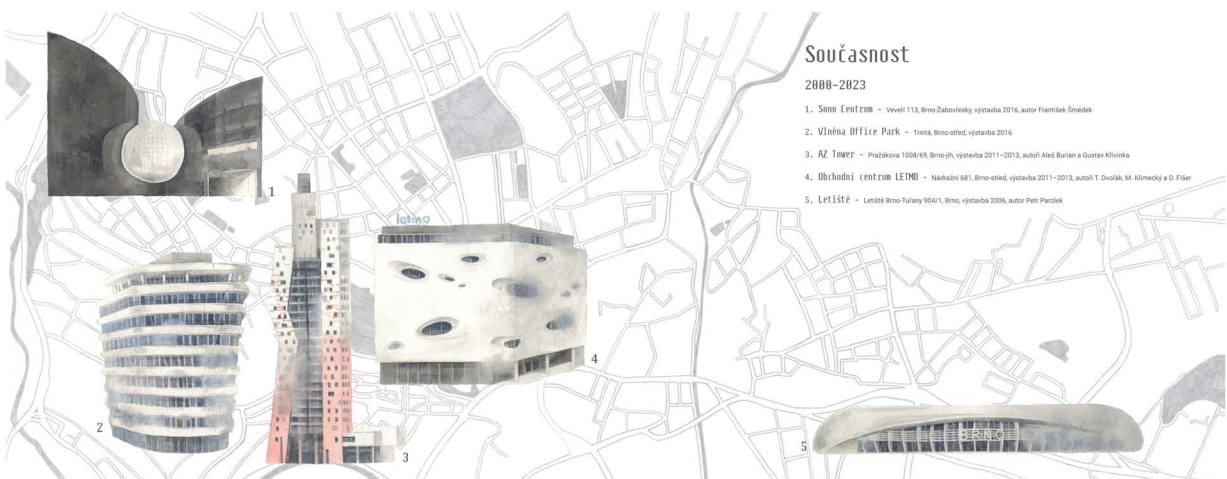 Současnost
2000-2023
1. Sono Centrum - Veveří 113, Brno-Žabovřesky, výstavba 2016, autor František Šmédek
2. Vlněna Office Park - Trnitá, Brno-střed, výstavba 2016
3. AZ Tower - Pražákova 1008/69, Brno-jih, výstavba 2011–2013, autoři Aleš Burian a Gustav Křivinka
4. Obchodní centrum LETMO - Nádražní 681, Brno-střed, výstavba 2011–2013, autoři T. Dvořák, M. Klimecký a D. Fišer
5. Letiště - Letiště Brno-Tuřany 904/1, Brno, výstavba 2006, autor Petr Parolek
1
letmo
4
2
3
5
BRNO